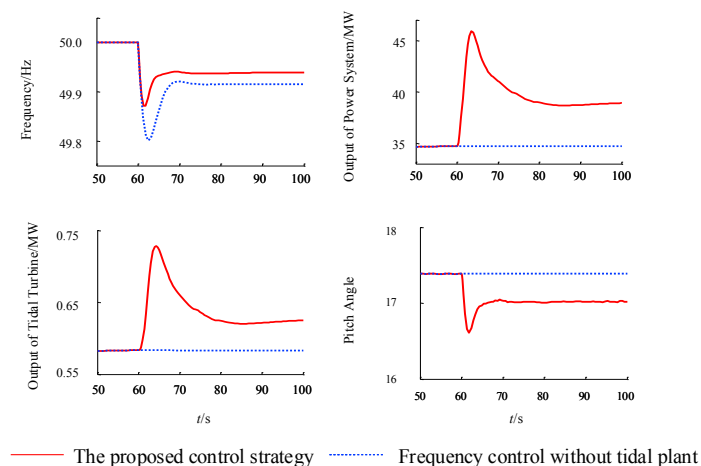 Frequency/Hz
50.0
49.9
49.8
50 60 70 80 90 100
Output of Power System/MW
45
40
35
50 60 70 80 90 100
Output of Tidal Turbine/MW
0.75
0.65
0.55
50 60 70 80 90 100
t/s
Pitch Angle
18
17
16
50 60 70 80 90 100
t/s
The proposed control strategy
Frequency control without tidal plant